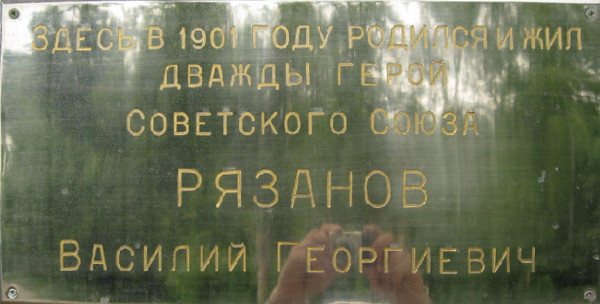 Здесь в 1901 году родился и жил
дважды Герой
Советского Союза
РЯЗАНОВ
Василий Георгиевич